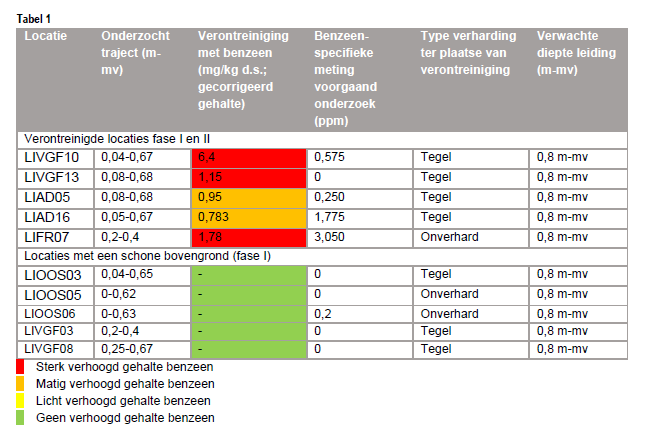 Tabel 1
Locatie Onderzocht traject (m-mv) Verontreiniging met benzeen (mg/kg d.s.; gecorrigeerd gehalte) Benzeen-specifieke meting voorgaand onderzoek (ppm) Type verharding ter plaatse van verontreiniging Verwachte diepte leiding (m-mv)
Verontreinigde locaties fase I en II
LIVGF10 0,04-0,67 6,4 0,575 Tegel 0,8 m-mv
LIVGF13 0,08-0,68 1,15 0 Tegel 0,8 m-mv
LIAD05 0,08-0,68 0,95 0,250 Tegel 0,8 m-mv
LIAD16 0,05-0,67 0,783 1,775 Tegel 0,8 m-mv
LIFR07 0,2-0,4 1,78 3,050 Onverhard 0,8 m-mv
Locaties met een schone bovengrond (fase I)
LIOOS03 0,04-0,65 - 0 Tegel 0,8 m-mv
LIOOS05 0-0,62 - 0 Onverhard 0,8 m-mv
LIOOS06 0-0,63 - 0,2 Onverhard 0,8 m-mv
LIVGF03 0,2-0,4 - 0 Tegel 0,8 m-mv
LIVGF08 0,25-0,67 - 0 Tegel 0,8 m-mv
Sterk verhoogd gehalte benzeen
Matig verhoogd gehalte benzeen
Licht verhoogd gehalte benzeen
Geen verhoogd gehalte benzeen